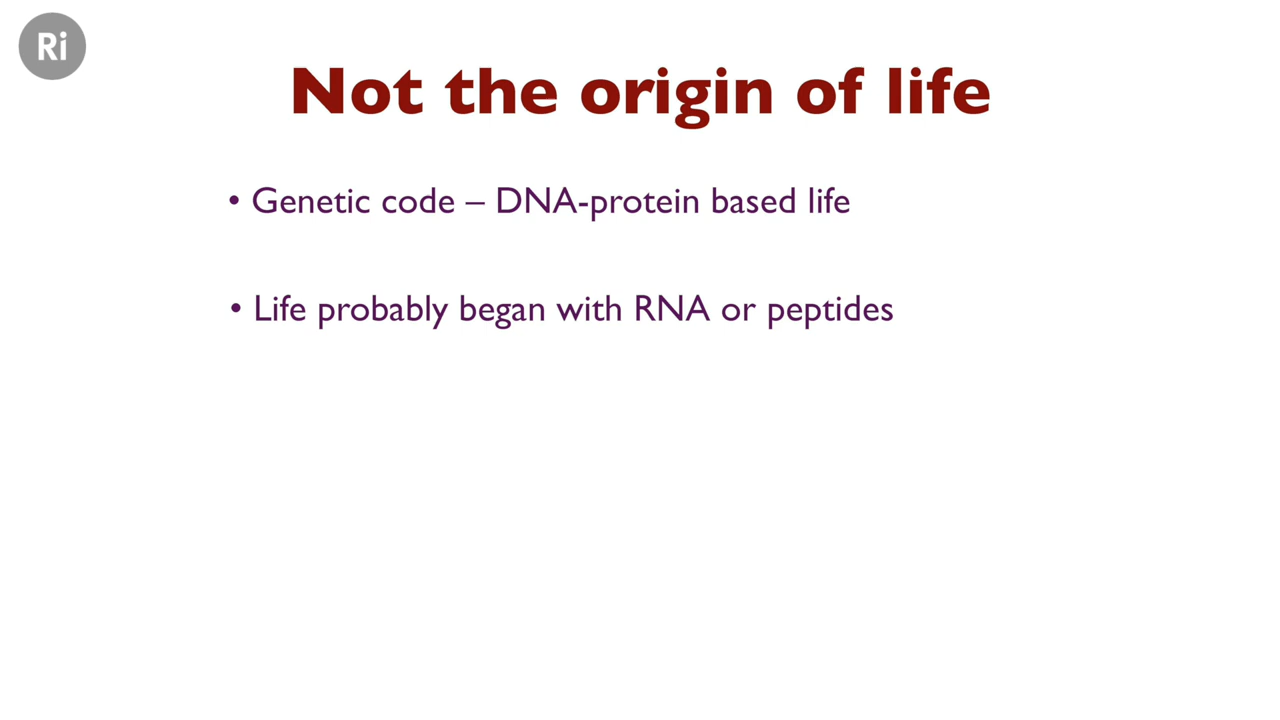 Ri
Not the origin of life
• Genetic code – DNA-protein based life
• Life probably began with RNA or peptides